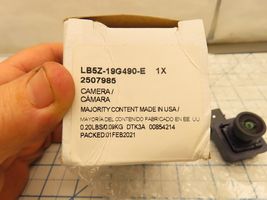 LB5Z-19G490-E 1X
2507985
CAMERA /
CÁMARA
MAJORITY CONTENT MADE IN USA /
MAYORÍA DEL CONTENIDO FABRICADO EN EE. UU
0.20LBS/0.09KG DTK3A 00854214
PACKED:01FEB2021